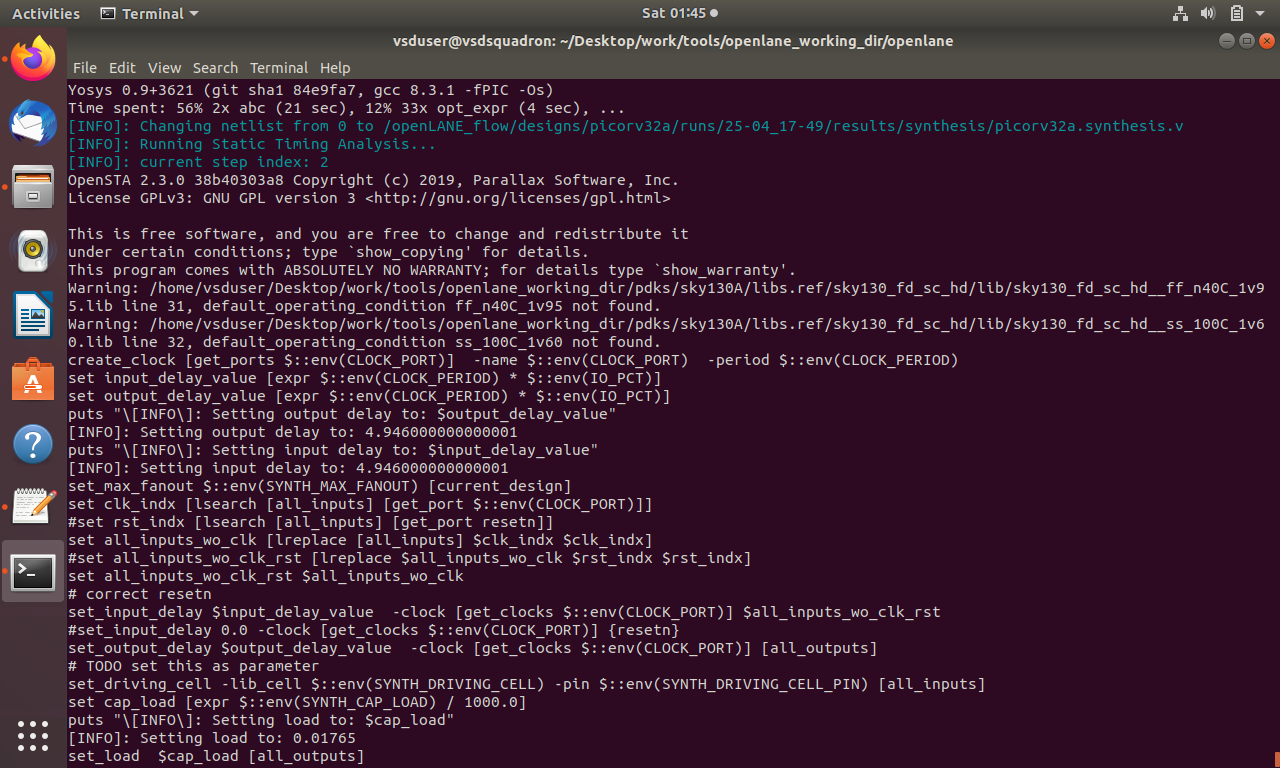 Activities Terminal Sat 01:45
vsduser@vsdsquadron: ~/Desktop/work/tools/openlane_working_dir/openlane
File Edit View Search Terminal Help
Yosys 0.9+3621 (git sha1 84e9fa7, gcc 8.3.1 -fPIC -Os)
Time spent: 56% 2x abc (21 sec), 12% 33x opt_expr (4 sec), ...
[INFO]: Changing netlist from 0 to /openLANE_flow/designs/picorv32a/runs/25-04_17-49/results/synthesis/picorv32a.synthesis.v
[INFO]: Running Static Timing Analysis...
[INFO]: current step index: 2
OpenSTA 2.3.0 38b40303a8 Copyright (c) 2019, Parallax Software, Inc.
License GPLv3: GNU GPL version 3 <http://gnu.org/licenses/gpl.html>
This is free software, and you are free to change and redistribute it
under certain conditions; type `show_copying' for details.
This program comes with ABSOLUTELY NO WARRANTY; for details type `show_warranty'.
Warning: /home/vsduser/Desktop/work/tools/openlane_working_dir/pdks/sky130A/libs.ref/sky130_fd_sc_hd/lib/sky130_fd_sc_hd__ff_n40C_1v9
5.lib line 31, default_operating_condition ff_n40C_1v95 not found.
Warning: /home/vsduser/Desktop/work/tools/openlane_working_dir/pdks/sky130A/libs.ref/sky130_fd_sc_hd/lib/sky130_fd_sc_hd__ss_100C_1v6
0.lib line 32, default_operating_condition ss_100C_1v60 not found.
create_clock [get_ports $::env(CLOCK_PORT)]  -name $::env(CLOCK_PORT)  -period $::env(CLOCK_PERIOD)
set input_delay_value [expr $::env(CLOCK_PERIOD) * $::env(IO_PCT)]
set output_delay_value [expr $::env(CLOCK_PERIOD) * $::env(IO_PCT)]
puts "\[INFO\]: Setting output delay to: $output_delay_value"
[INFO]: Setting output delay to: 4.946000000000001
puts "\[INFO\]: Setting input delay to: $input_delay_value"
[INFO]: Setting input delay to: 4.946000000000001
set_max_fanout $::env(SYNTH_MAX_FANOUT) [current_design]
set clk_indx [lsearch [all_inputs] [get_port $::env(CLOCK_PORT)]]
#set rst_indx [lsearch [all_inputs] [get_port resetn]]
set all_inputs_wo_clk [lreplace [all_inputs] $clk_indx $clk_indx]
#set all_inputs_wo_clk_rst [lreplace $all_inputs_wo_clk $rst_indx $rst_indx]
set all_inputs_wo_clk_rst $all_inputs_wo_clk
# correct resetn
set_input_delay $input_delay_value  -clock [get_clocks $::env(CLOCK_PORT)] $all_inputs_wo_clk_rst
#set_input_delay 0.0 -clock [get_clocks $::env(CLOCK_PORT)] {resetn}
set_output_delay $output_delay_value  -clock [get_clocks $::env(CLOCK_PORT)] [all_outputs]
# TODO set this as parameter
set_driving_cell -lib_cell $::env(SYNTH_DRIVING_CELL) -pin $::env(SYNTH_DRIVING_CELL_PIN) [all_inputs]
set cap_load [expr $::env(SYNTH_CAP_LOAD) / 1000.0]
puts "\[INFO\]: Setting load to: $cap_load"
[INFO]: Setting load to: 0.01765
set_load  $cap_load [all_outputs]